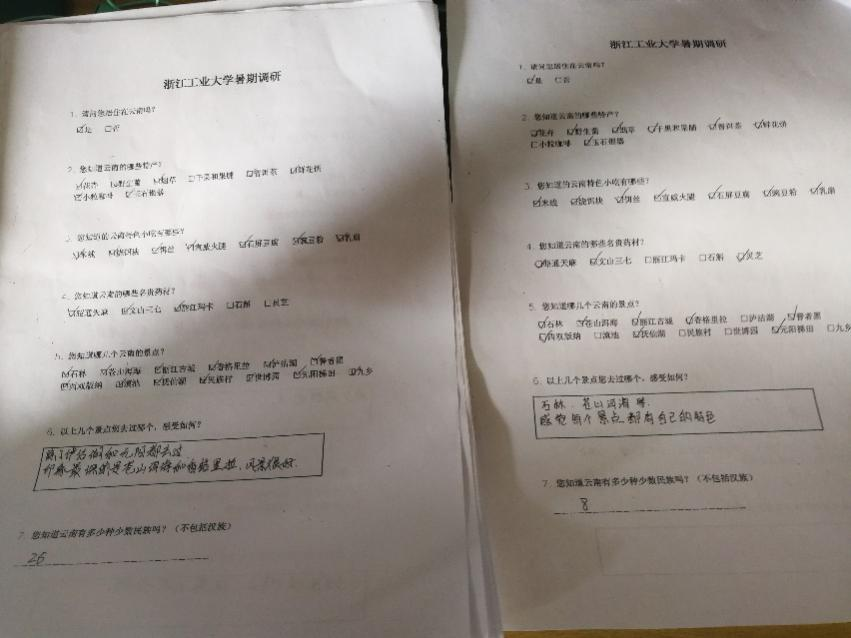 浙江工业大学暑期调研
1、请问您居住在云南吗？
☑是 □否
2、您知道云南的哪些特产？
☑花卉 ☑野生菌 ☑烟草 □干果和果脯 □普洱茶 ☑鲜花饼
☑小粒咖啡 ☑玉石银器
3、您知道的云南特色小吃有哪些？
☑米线 ☑烧饵块 ☑饵丝 ☑宣威火腿 ☑石屏豆腐 ☑豌豆粉 ☑乳扇
4、您知道云南的哪些名贵药材？
☑昭通天麻 ☑文山三七 ☑丽江玛卡 □石斛 □灵芝
5、您知道哪几个云南的景点？
☑石林 ☑苍山洱海 ☑丽江古城 ☑香格里拉 ☑泸沽湖 ☑普者黑
☑西双版纳 ☑滇池 ☑抚仙湖 ☑民族村 ☑世博园 ☑元阳梯田 □九乡
6、以上几个景点您去过哪个，感受如何？
除了泸沽湖和元阳都去过
印象最深的是苍山洱海和香格里拉，风景很好.
7、您知道云南有多少种少数民族吗？（不包括汉族）
26
浙江工业大学暑期调研
1、请问您居住在云南吗？
☑是 □否
2、您知道云南的哪些特产？
☑花卉 ☑野生菌 ☑烟草 ☑干果和果脯 ☑普洱茶 ☑鲜花饼
□小粒咖啡 ☑玉石银器
3、您知道的云南特色小吃有哪些？
☑米线 ☑烧饵块 ☑饵丝 ☑宣威火腿 ☑石屏豆腐 ☑豌豆粉 ☑乳扇
4、您知道云南的那些名贵药材？
☑昭通天麻 ☑文山三七 □丽江玛卡 □石斛 ☑灵芝
5、您知道哪几个云南的景点？
☑石林 ☑苍山洱海 ☑丽江古城 ☑香格里拉 □泸沽湖 ☑普者黑
☑西双版纳 □滇池 ☑抚仙湖 □民族村 □世博园 ☑元阳梯田 □九乡
6、以上几个景点您去过哪个，感受如何？
石林、苍山洱海等.
感觉每个景点都有自己的特色
7、您知道云南有多少种少数民族吗？（不包括汉族）
8